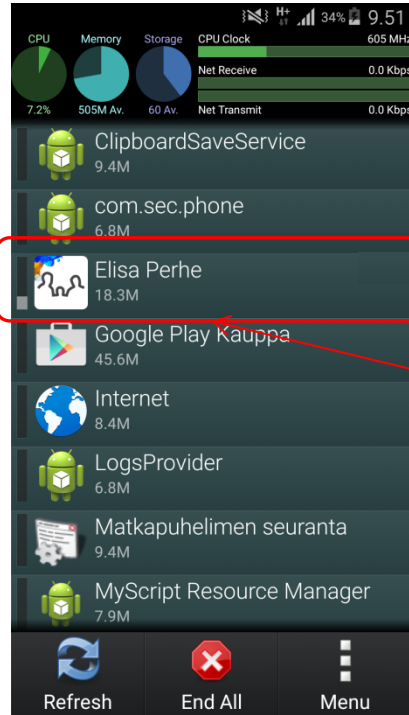 H+ 34% 9.51
CPU Memory Storage CPU Clock 605 MHz
Net Receive 0.0 Kbps
7.2% 505M Av. 60 Av. Net Transmit 0.0 Kbps
ClipboardSaveService
9.4M
com.sec.phone
6.8M
Elisa Perhe
18.3M
Google Play Kauppa
45.6M
Internet
8.4M
LogsProvider
6.8M
Matkapuhelimen seuranta
9.4M
MyScript Resource Manager
7.9M
Refresh End All Menu